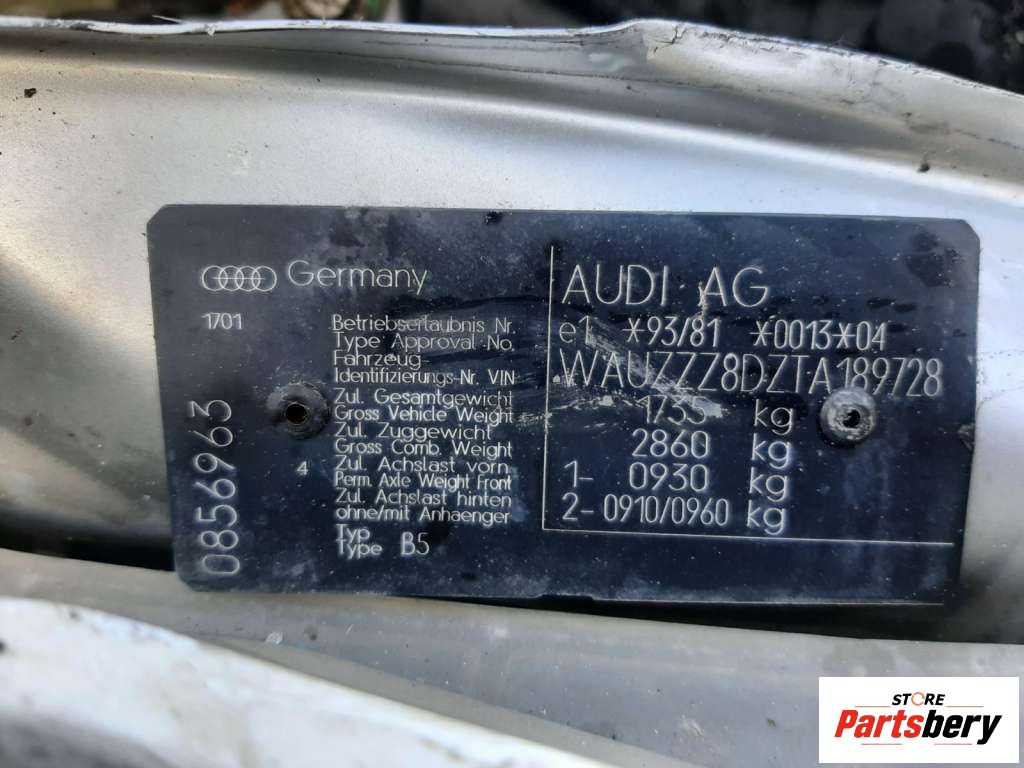 Germany
AUDI AG
1701
Betriebserlaubnis Nr.
Type Approval No.
e1 *93/81 *0013*04
Fahrzeug-
Identifizierungs-Nr. VIN
WAUZZZ8DZTA189728
Zul. Gesamtgewicht
Gross Vehicle Weight
1735 kg
Zul. Zuggewicht
Gross Comb. Weight
2860 kg
4
Zul. Achslast vorn
Perm. Axle Weight Front
1- 0930 kg
Zul. Achslast hinten
ohne/mit Anhaenger
2- 0910/0960 kg
Typ
Type B5
0856963
STORE
Partsbery